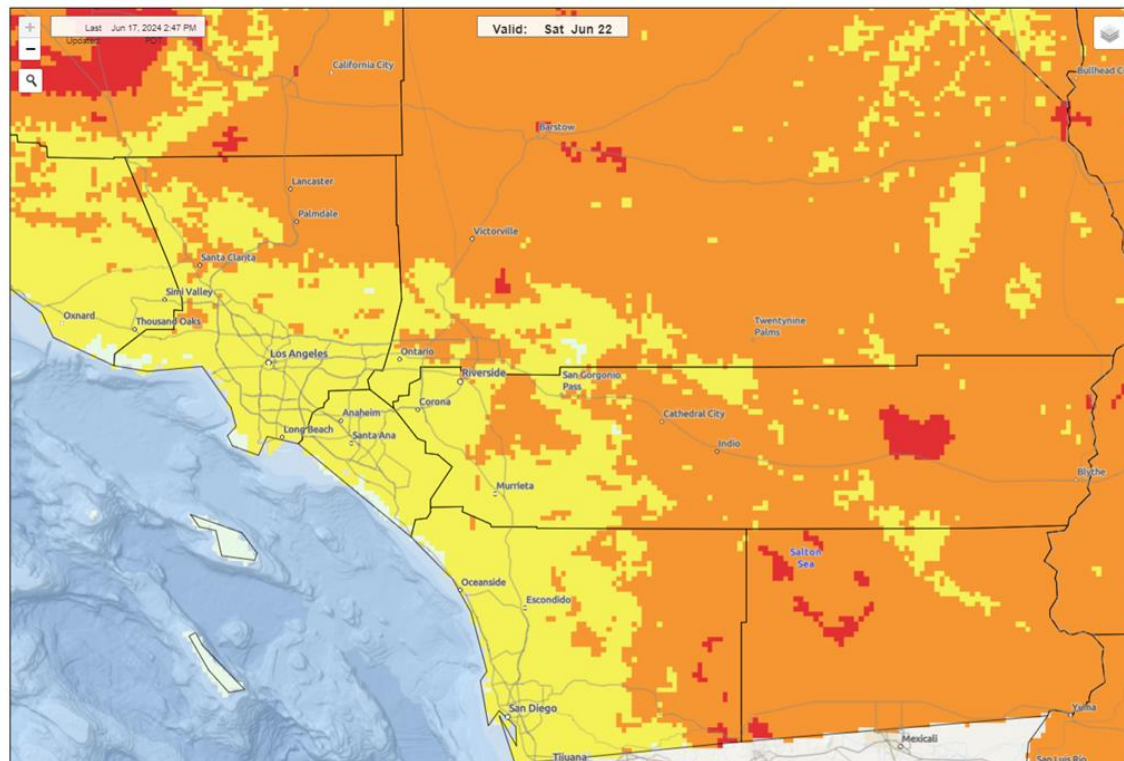 Last Jun 17, 2024 2:47 PM
Updated: PDT
Valid: Sat Jun 22
California City
Bullhead C
Barstow
Lancaster
Palmdale
Victorville
Santa Clarita
Simi Valley
Oxnard
Thousand Oaks
Twentynine
Palms
Los Angeles
Ontario
Riverside
San Gorgonio
Pass
Corona
Anaheim
Cathedral City
Long Beach
Santa Ana
Indio
Blythe
Murrieta
Salton
Sea
Oceanside
Escondido
San Diego
Yuma
Mexicali
Tijuana
San Luis Río